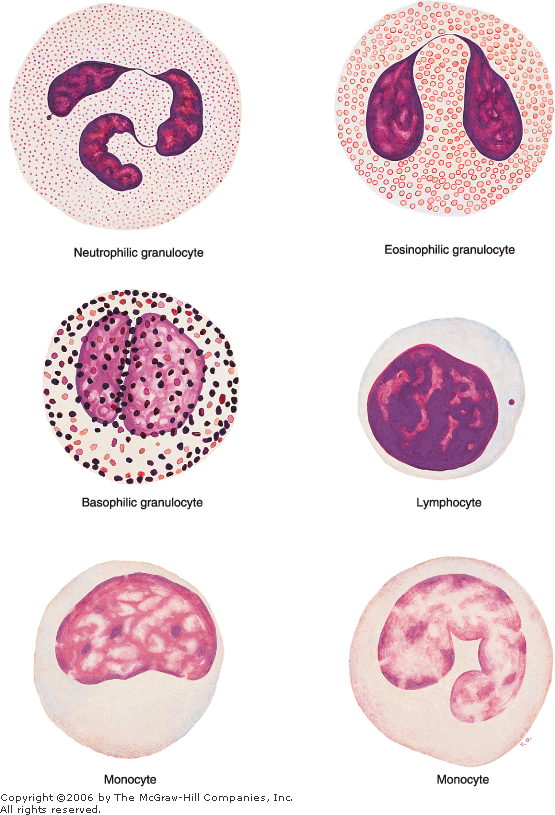 Neutrophilic granulocyte
Eosinophilic granulocyte
Basophilic granulocyte
Lymphocyte
Monocyte
Monocyte
Copyright ©2006 by The McGraw-Hill Companies, Inc.
All rights reserved.